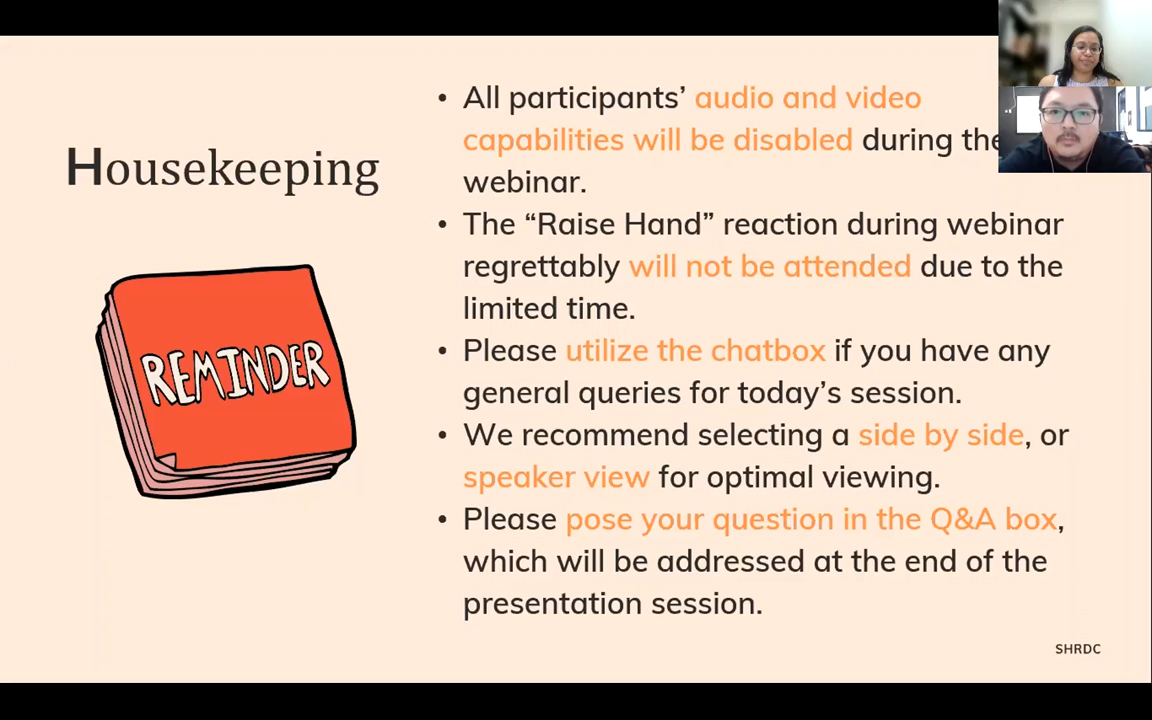 Housekeeping
REMINDER
• All participants’ audio and video
capabilities will be disabled during the
webinar.
• The “Raise Hand” reaction during webinar
regrettably will not be attended due to the
limited time.
• Please utilize the chatbox if you have any
general queries for today’s session.
• We recommend selecting a side by side, or
speaker view for optimal viewing.
• Please pose your question in the Q&A box,
which will be addressed at the end of the
presentation session.
SHRDC